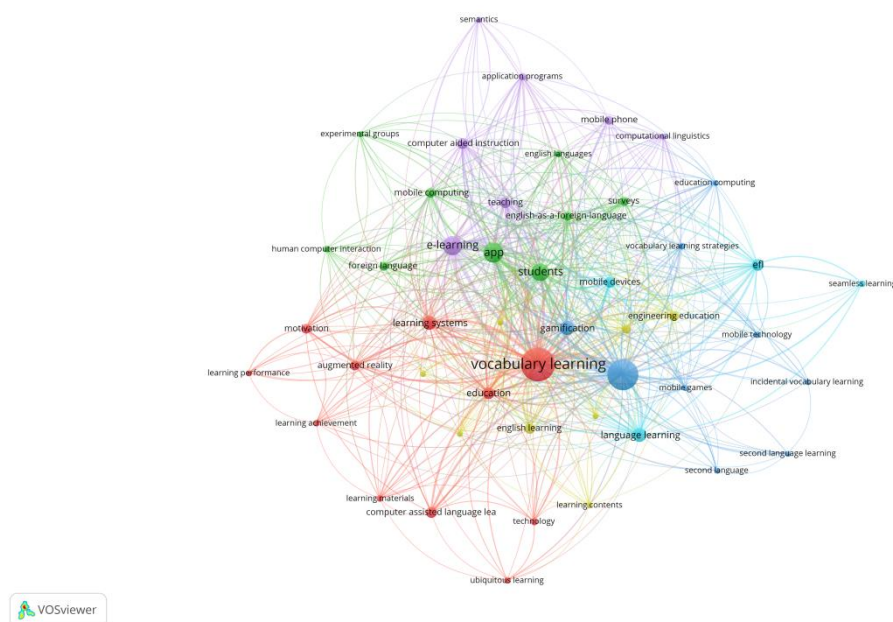 semantics
application programs
mobile phone
experimental groups
computational linguistics
computer aided instruction
english languages
education computing
mobile computing
teaching
surveys
english-as-a-foreign-language
e-learning
vocabulary learning strategies
human computer interaction
app
foreign language
efl
students
mobile devices
seamless learning
engineering education
learning systems
motivation
gamification
mobile technology
vocabulary learning
augmented reality
learning performance
incidental vocabulary learning
mobile games
education
learning achievement
english learning
language learning
second language learning
second language
learning materials
learning contents
computer assisted language lea
technology
ubiquitous learning
VOSviewer